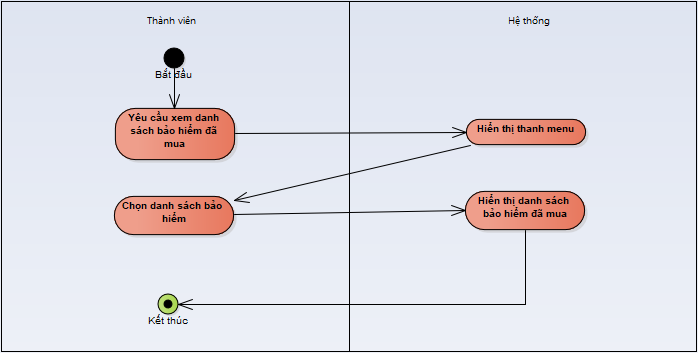 Thành viên
Hệ thống
Bắt đầu
Yêu cầu xem danh
sách bảo hiểm đã
mua
Hiển thị thanh menu
Chọn danh sách bảo
hiểm
Hiển thị danh sách
bảo hiểm đã mua
Kết thúc